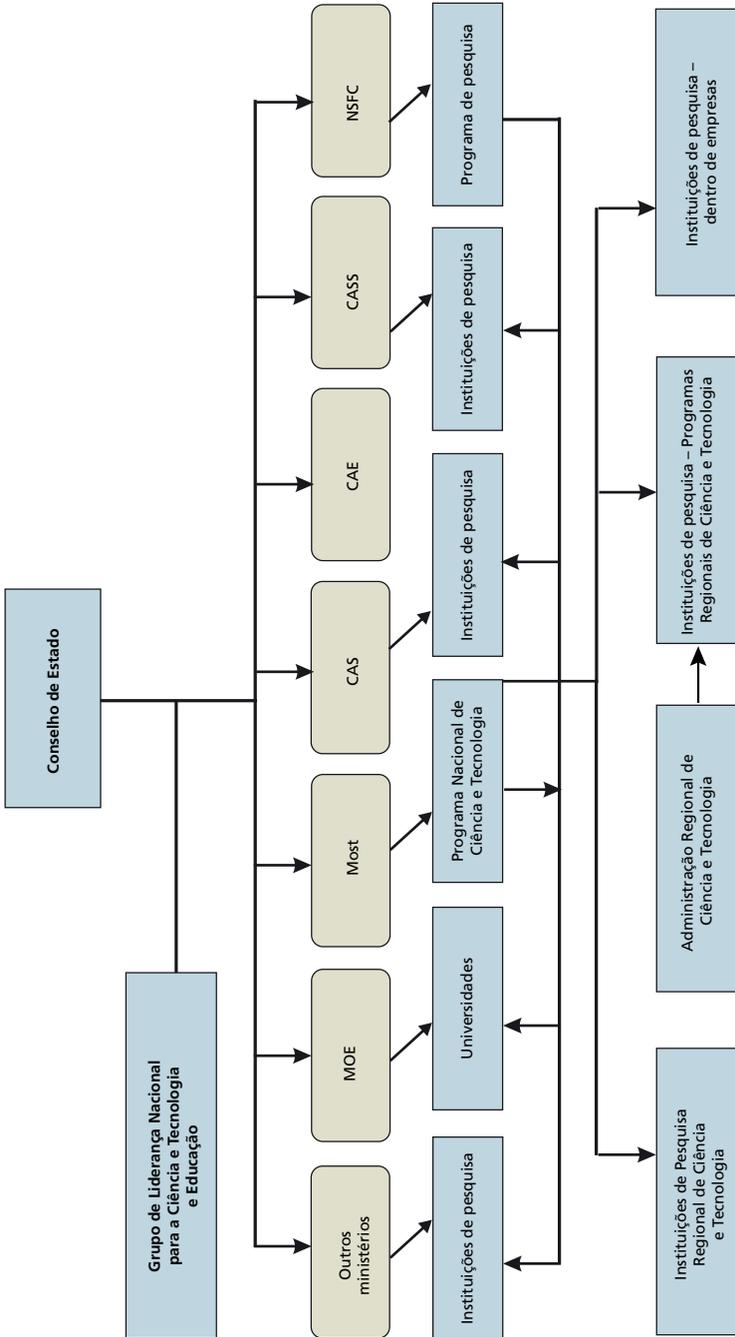 Conselho de Estado
Grupo de Liderança Nacional
para a Ciência e Tecnologia
e Educação
Outros
ministérios
MOE
Most
CAS
CAE
CASS
NSFC
Instituições de pesquisa
Universidades
Programa Nacional de
Ciência e Tecnologia
Instituições de pesquisa
Instituições de pesquisa
Programa de pesquisa
Instituições de Pesquisa
Regional de Ciência
e Tecnologia
Administração Regional de
Ciência e Tecnologia
Instituições de pesquisa – Programas
Regionais de Ciência e Tecnologia
Instituições de pesquisa –
dentro de empresas